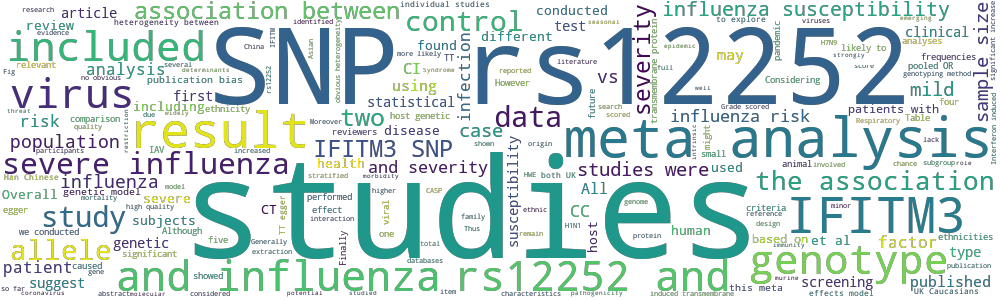 research
article
association between
individual studies
conducted
influenza susceptibility
to explore
viruses
emerging
review
heterogeneity between
identified
control
different
test
seasonal
clinical
evidence
IFITM
more likely
TT
found
literature
H7N9
likely to
analyses
included
SNP rs12252
China
Asian
obvious heterogeneity
rs12252
severity
epidemic
transmembrane protein
full
may
pandemic
strongly
score
frequencies
sample size
significant increase
relevant
several
determinants
Fig
no obvious
analysis
publication bias
CI
Syndrome
infection
reported
However
vs
well
Considering
pooled OR
genotyping method
virus
first
using
statistical
data
search
scored
future
Grade scored
mild
threat
due
widely
including
ethnicity
Moreover
host genetic
influenza risk
patients with
four
risk
comparison
quality
result
two
reviewers
disease
case
meta analysis
Respiratory
Table
lack
Interferon induced
population
participants
restriction
IAV
increased
IFITM3 SNP
shown
origin
intrinsic
might
small
animal
involved
chance
subgroup
role
severe influenza
health
and severity
studies were
used
Han Chinese
genetic model
model
stratified
morbidity
CASP
HWE
both UK
genome
the association
Overall
influenza
mortality
severe
studies
performed
higher
susceptibility
All
criteria
reference
IFITM3
minor
egger
high quality
CT
TT egger
effect
interaction
viral
family
Thus
ethnic
CC
H1N1
protein
host
design
study
subjects
one
total
remain
human
based on
et al
immunity
ethnicities
we conducted
Although
Generally
extraction
databases
factor
type
allele
genetic
five
Finally
genotype
publication
patient
caused
gene
significant
showed
and influenza
rs12252 and
murine
screening
published
suggest
this meta
so far
coronavirus
abstract
molecular
considered
potential
studied
item
characteristics
pathogenicity
induced transmembrane
effects model
UK Caucasians